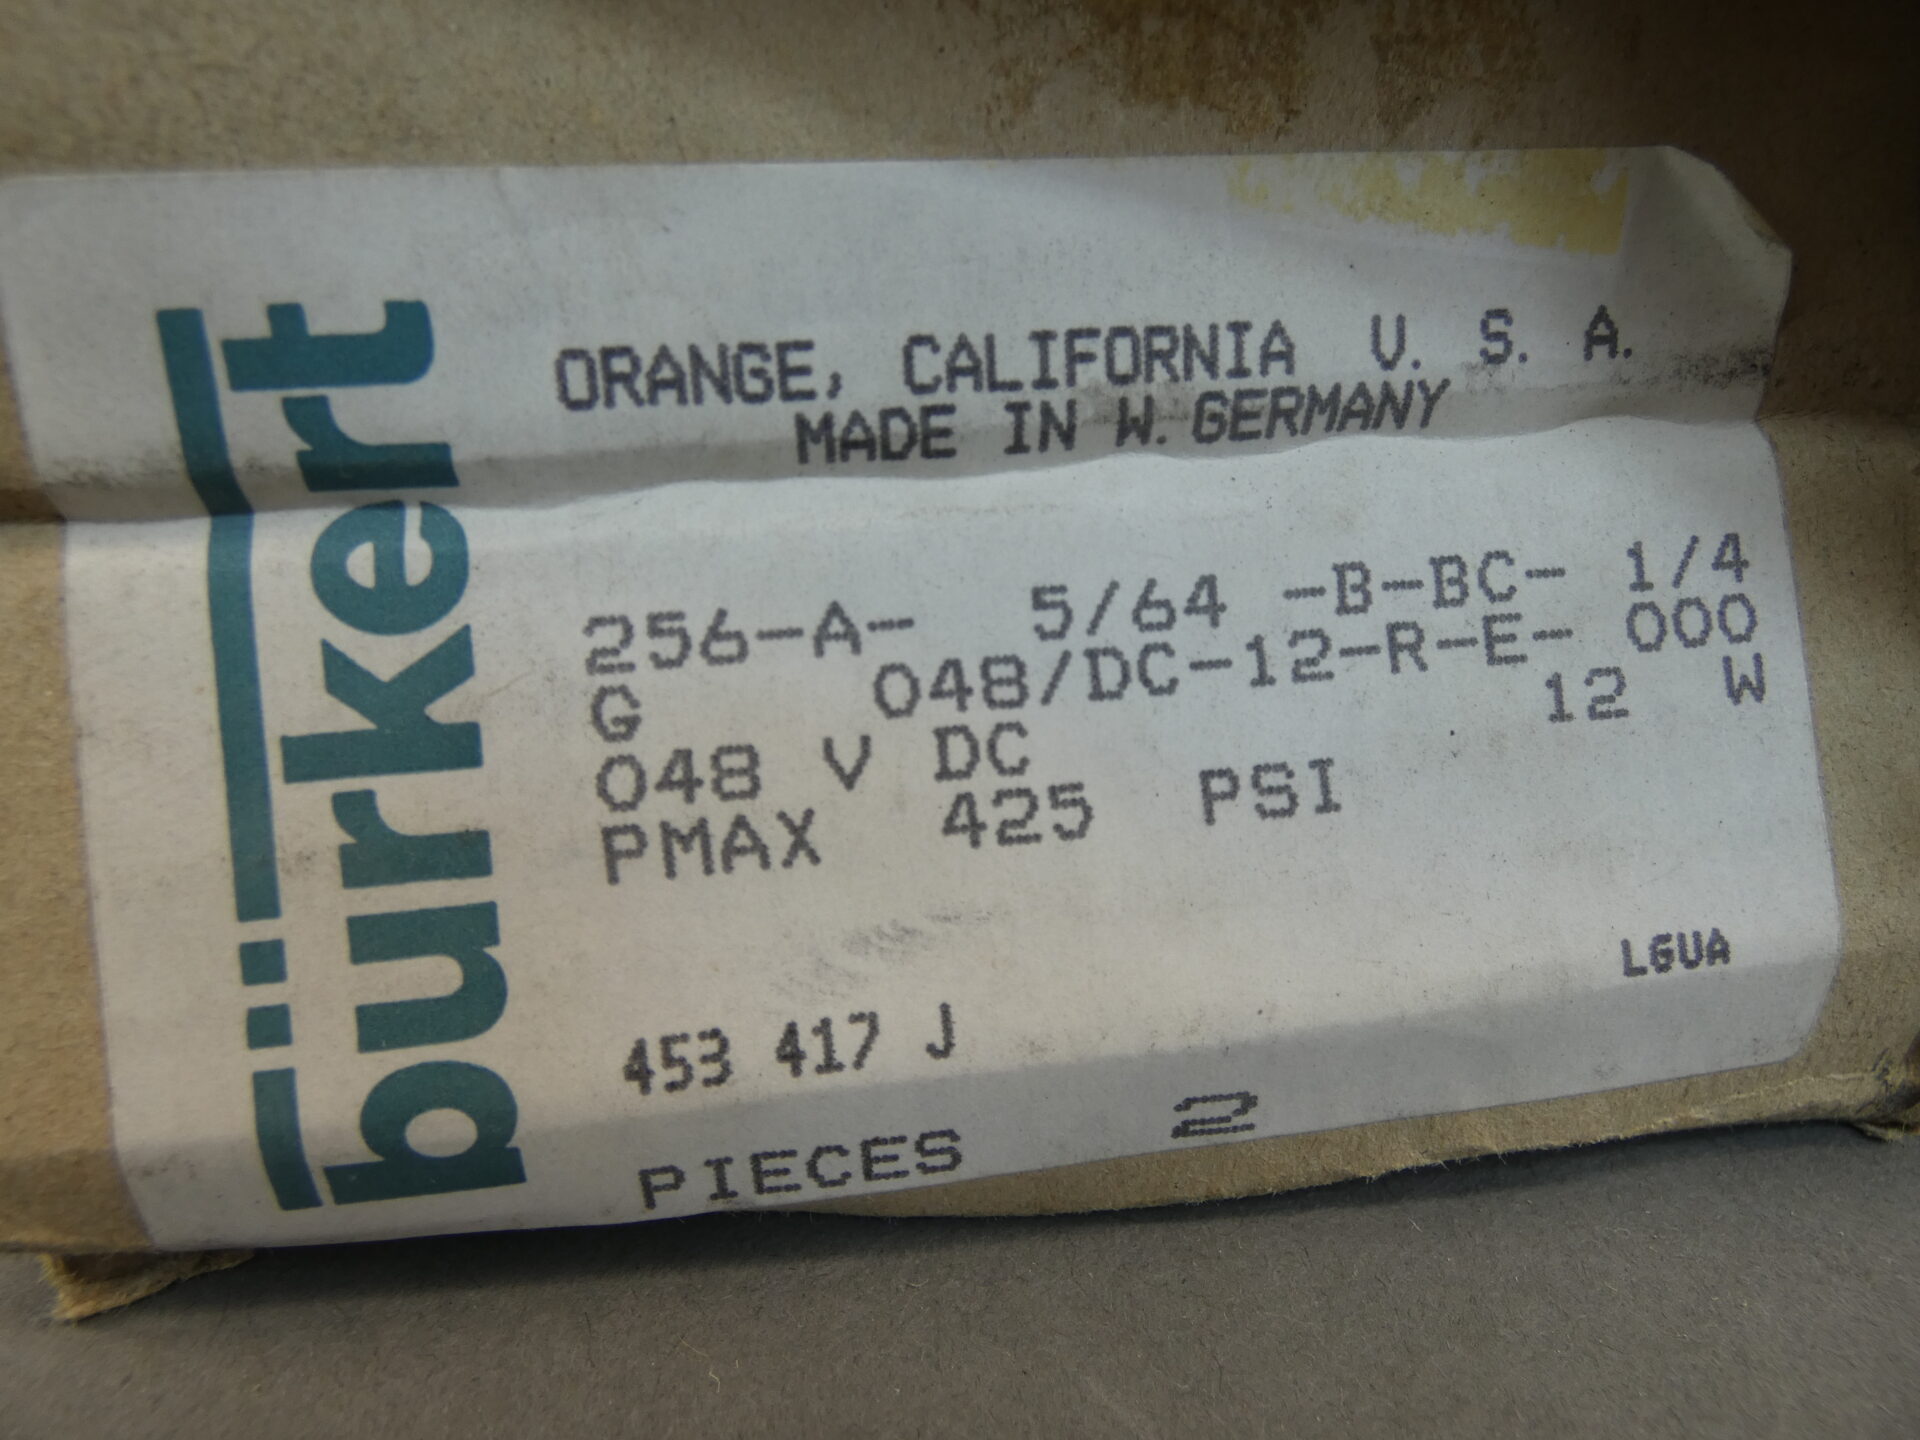 bürkert
ORANGE, CALIFORNIA U. S. A.
MADE IN W. GERMANY
256-A- 5/64 -B-BC- 1/4
G 048/DC-12-R-E- 000
048 V DC 12 W
PMAX 425 PSI
LGUA
453 417 J
PIECES 2